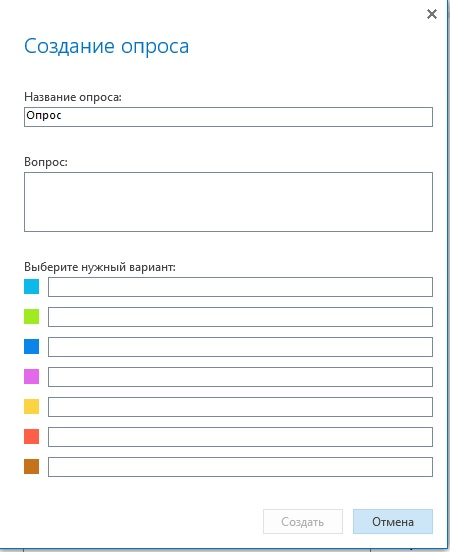 Создание опроса
Название опроса:
Опрос
Вопрос:
Выберите нужный вариант:
Создать Отмена